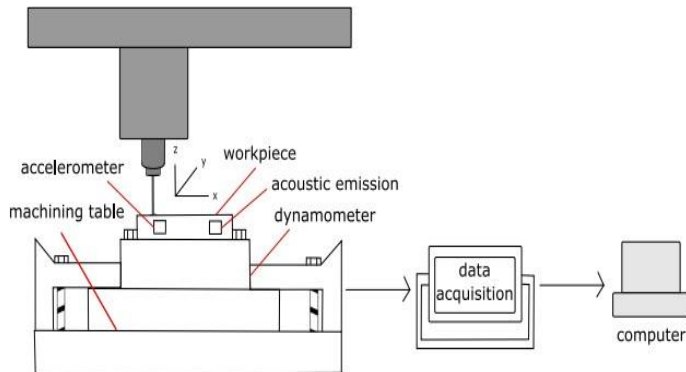 z
y
x
accelerometer
workpiece
acoustic emission
machining table
dynamometer
data
acquisition
computer